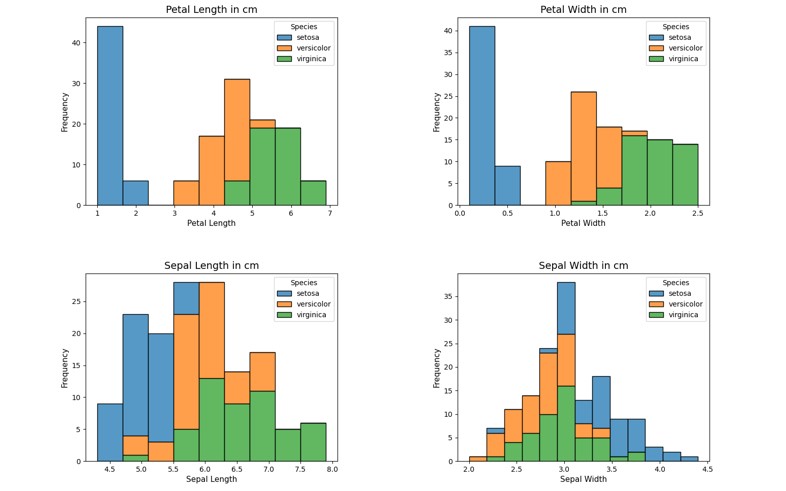 Petal Length in cm
Species
setosa
versicolor
virginica
Frequency
0
10
20
30
40
1 2 3 4 5 6 7
Petal Length
Petal Width in cm
Species
setosa
versicolor
virginica
Frequency
0
5
10
15
20
25
30
35
40
0.0 0.5 1.0 1.5 2.0 2.5
Petal Width
Sepal Length in cm
Species
setosa
versicolor
virginica
Frequency
0
5
10
15
20
25
4.5 5.0 5.5 6.0 6.5 7.0 7.5 8.0
Sepal Length
Sepal Width in cm
Species
setosa
versicolor
virginica
Frequency
0
5
10
15
20
25
30
35
2.0 2.5 3.0 3.5 4.0 4.5
Sepal Width